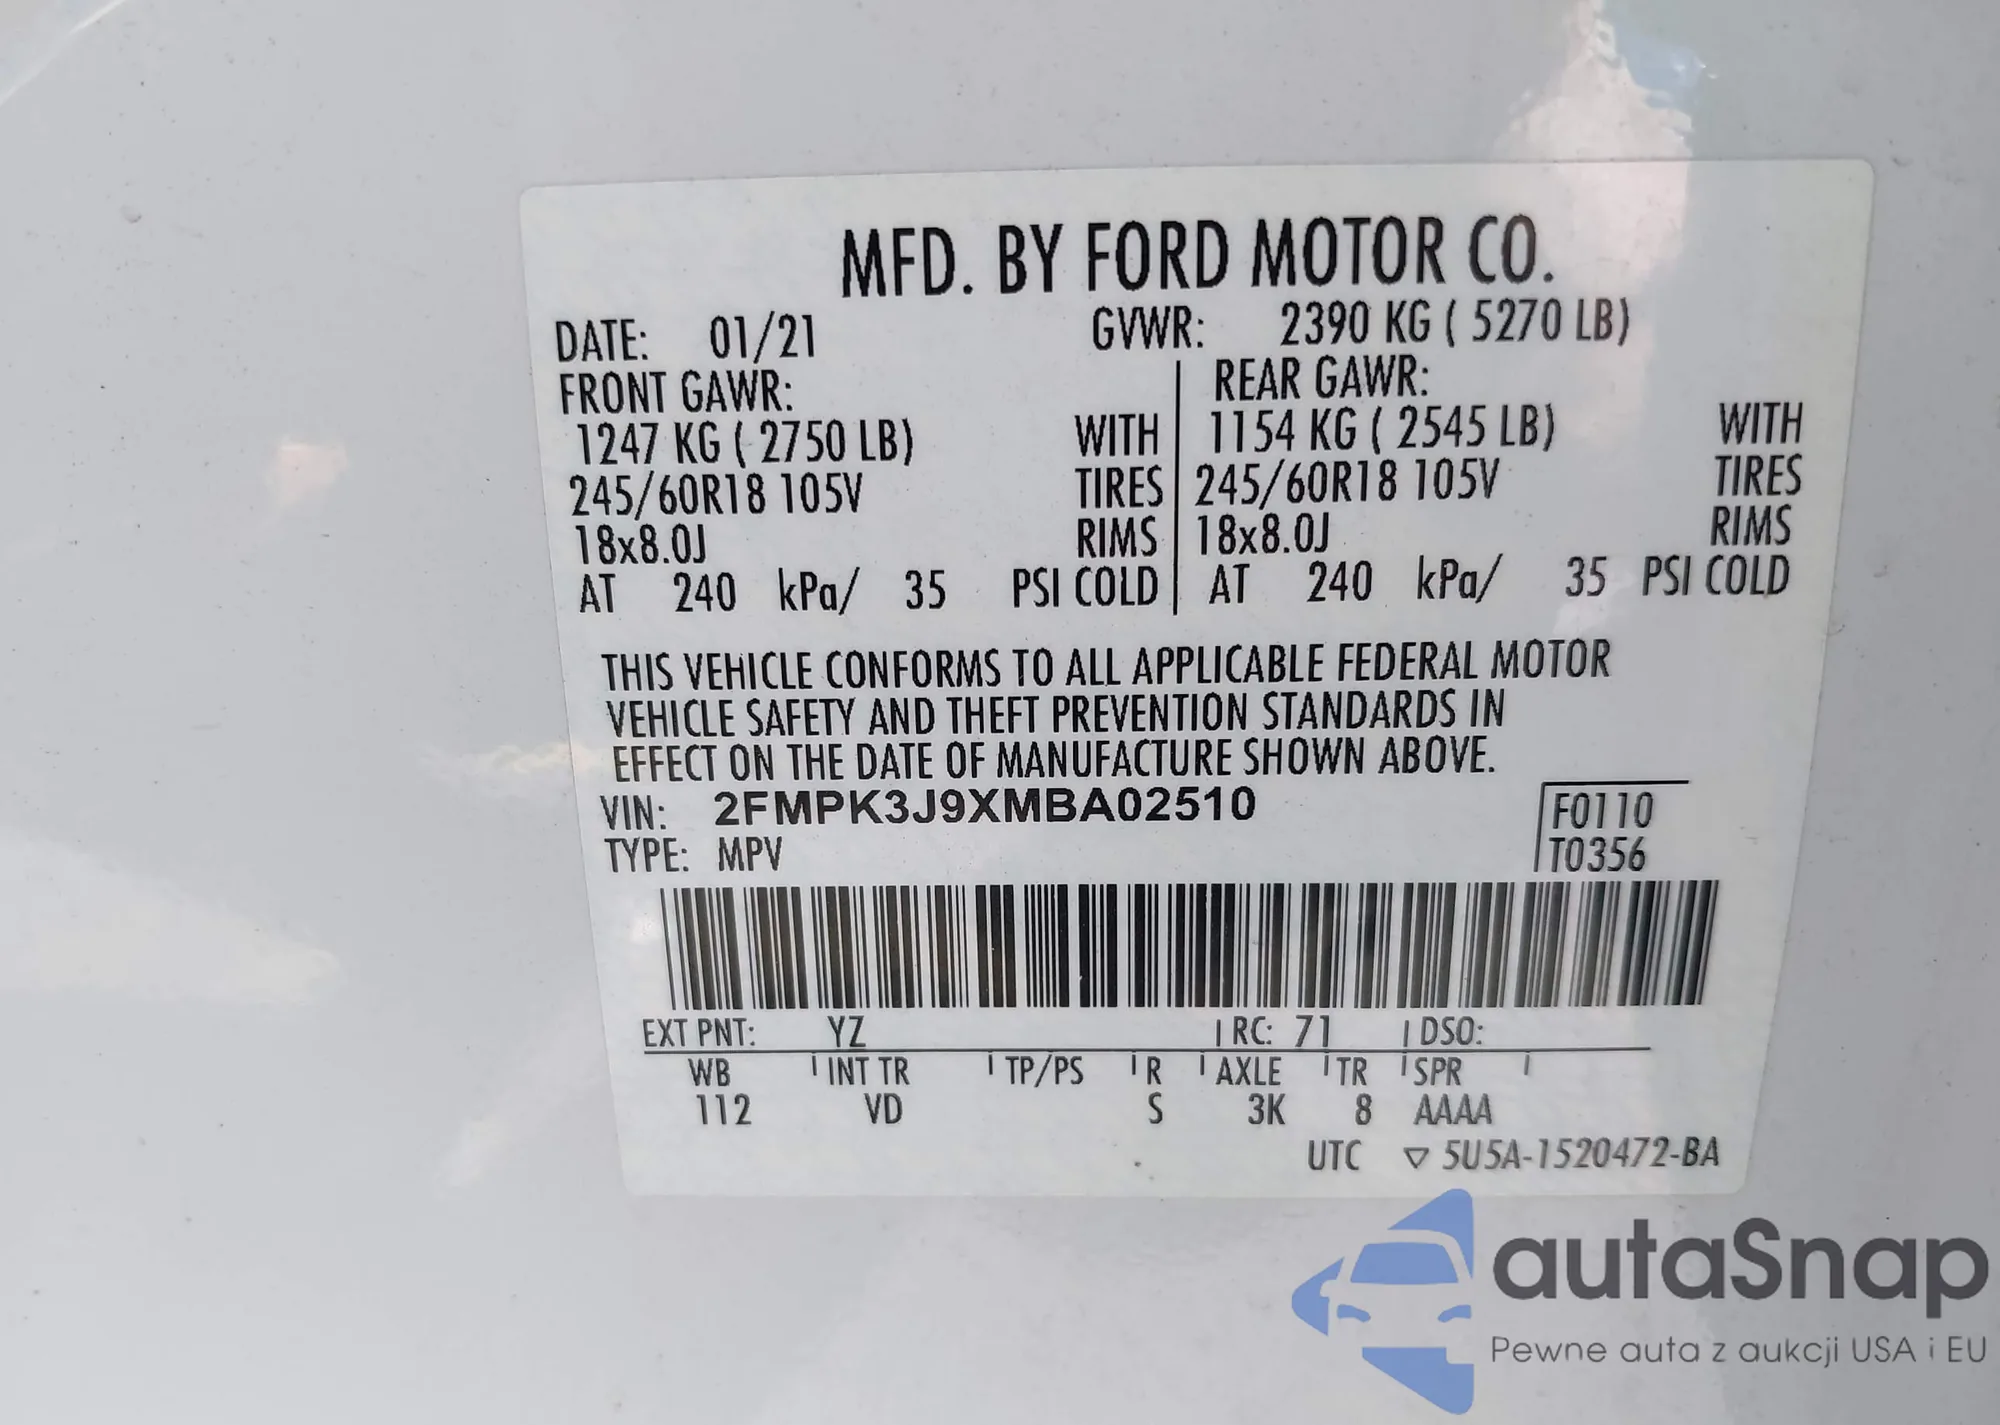 MFD. BY FORD MOTOR CO.
DATE: 01/21 GVWR: 2390 KG ( 5270 LB)
FRONT GAWR: REAR GAWR:
1247 KG ( 2750 LB) WITH 1154 KG ( 2545 LB) WITH
245/60R18 105V TIRES 245/60R18 105V TIRES
18x8.0J RIMS 18x8.0J RIMS
AT 240 kPa/ 35 PSI COLD AT 240 kPa/ 35 PSI COLD
THIS VEHICLE CONFORMS TO ALL APPLICABLE FEDERAL MOTOR
VEHICLE SAFETY AND THEFT PREVENTION STANDARDS IN
EFFECT ON THE DATE OF MANUFACTURE SHOWN ABOVE.
VIN: 2FMPK3J9XMBA02510 F0110
TYPE: MPV T0356
EXT PNT: YZ RC: 71 DSO:
WB INT TR TP/PS R AXLE TR SPR
112 VD S 3K 8 AAAA
UTC ▽ 5U5A-1520472-BA
autaSnap
Pewne auta z aukcji USA i EU